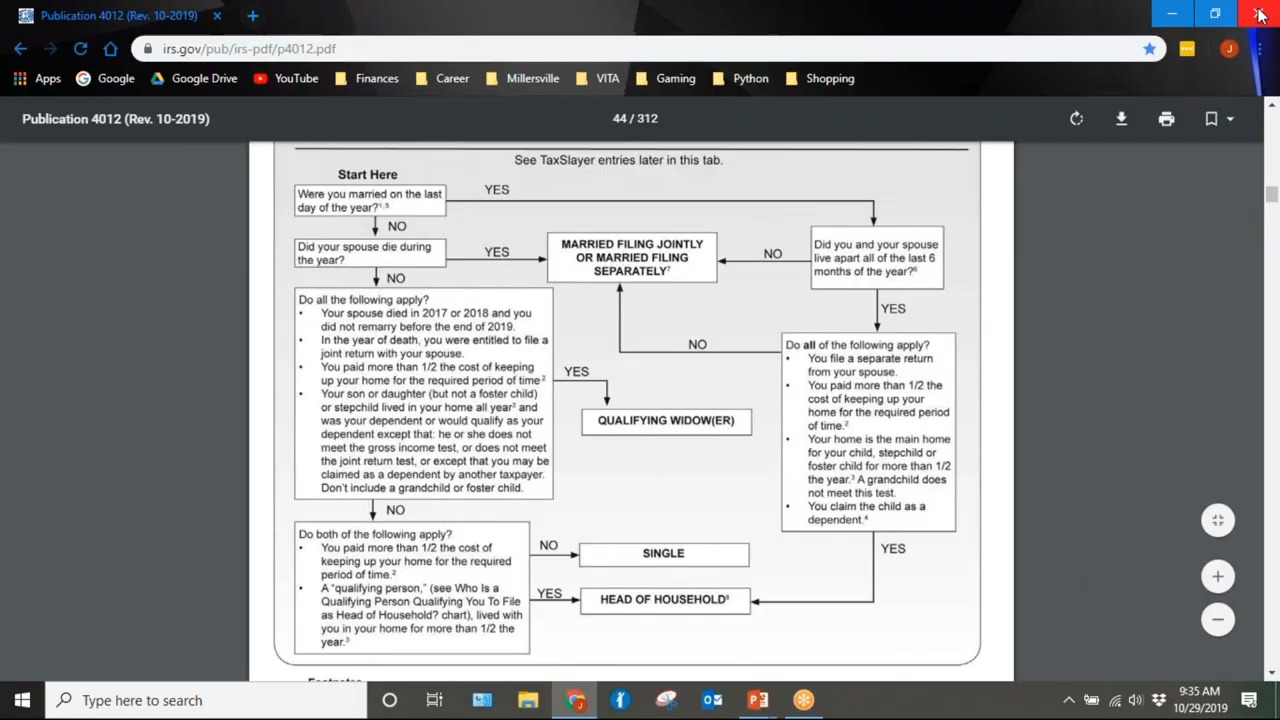 Publication 4012 (Rev. 10-2019)
irs.gov/pub/irs-pdf/p4012.pdf
J
Apps
Google
Google Drive
YouTube
Finances
Career
Millersville
VITA
Gaming
Python
Shopping
Publication 4012 (Rev. 10-2019)
44 / 312
See TaxSlayer entries later in this tab.
Start Here
Were you married on the last
day of the year?1, 5
YES
NO
Did your spouse die during
the year?
YES
MARRIED FILING JOINTLY
OR MARRIED FILING
SEPARATELY7
NO
Did you and your spouse
live apart all of the last 6
months of the year?6
NO
YES
Do all the following apply?
• Your spouse died in 2017 or 2018 and you
did not remarry before the end of 2019.
• In the year of death, you were entitled to file a
joint return with your spouse.
• You paid more than 1/2 the cost of keeping
up your home for the required period of time2
• Your son or daughter (but not a foster child)
or stepchild lived in your home all year3 and
was your dependent or would qualify as your
dependent except that: he or she does not
meet the gross income test, or does not meet
the joint return test, or except that you may be
claimed as a dependent by another taxpayer.
Don't include a grandchild or foster child.
YES
QUALIFYING WIDOW(ER)
NO
Do all of the following apply?
• You file a separate return
from your spouse.
• You paid more than 1/2 the
cost of keeping up your
home for the required period
of time.2
• Your home is the main home
for your child, stepchild or
foster child for more than 1/2
the year.3 A grandchild does
not meet this test.
• You claim the child as a
dependent.4
NO
YES
Do both of the following apply?
• You paid more than 1/2 the cost of
keeping up your home for the required
period of time.2
• A “qualifying person,” (see Who Is a
Qualifying Person Qualifying You To File
as Head of Household? chart), lived with
you in your home for more than 1/2 the
year.3
NO
SINGLE
YES
HEAD OF HOUSEHOLD8
Footnotes
Type here to search
9:35 AM
10/29/2019